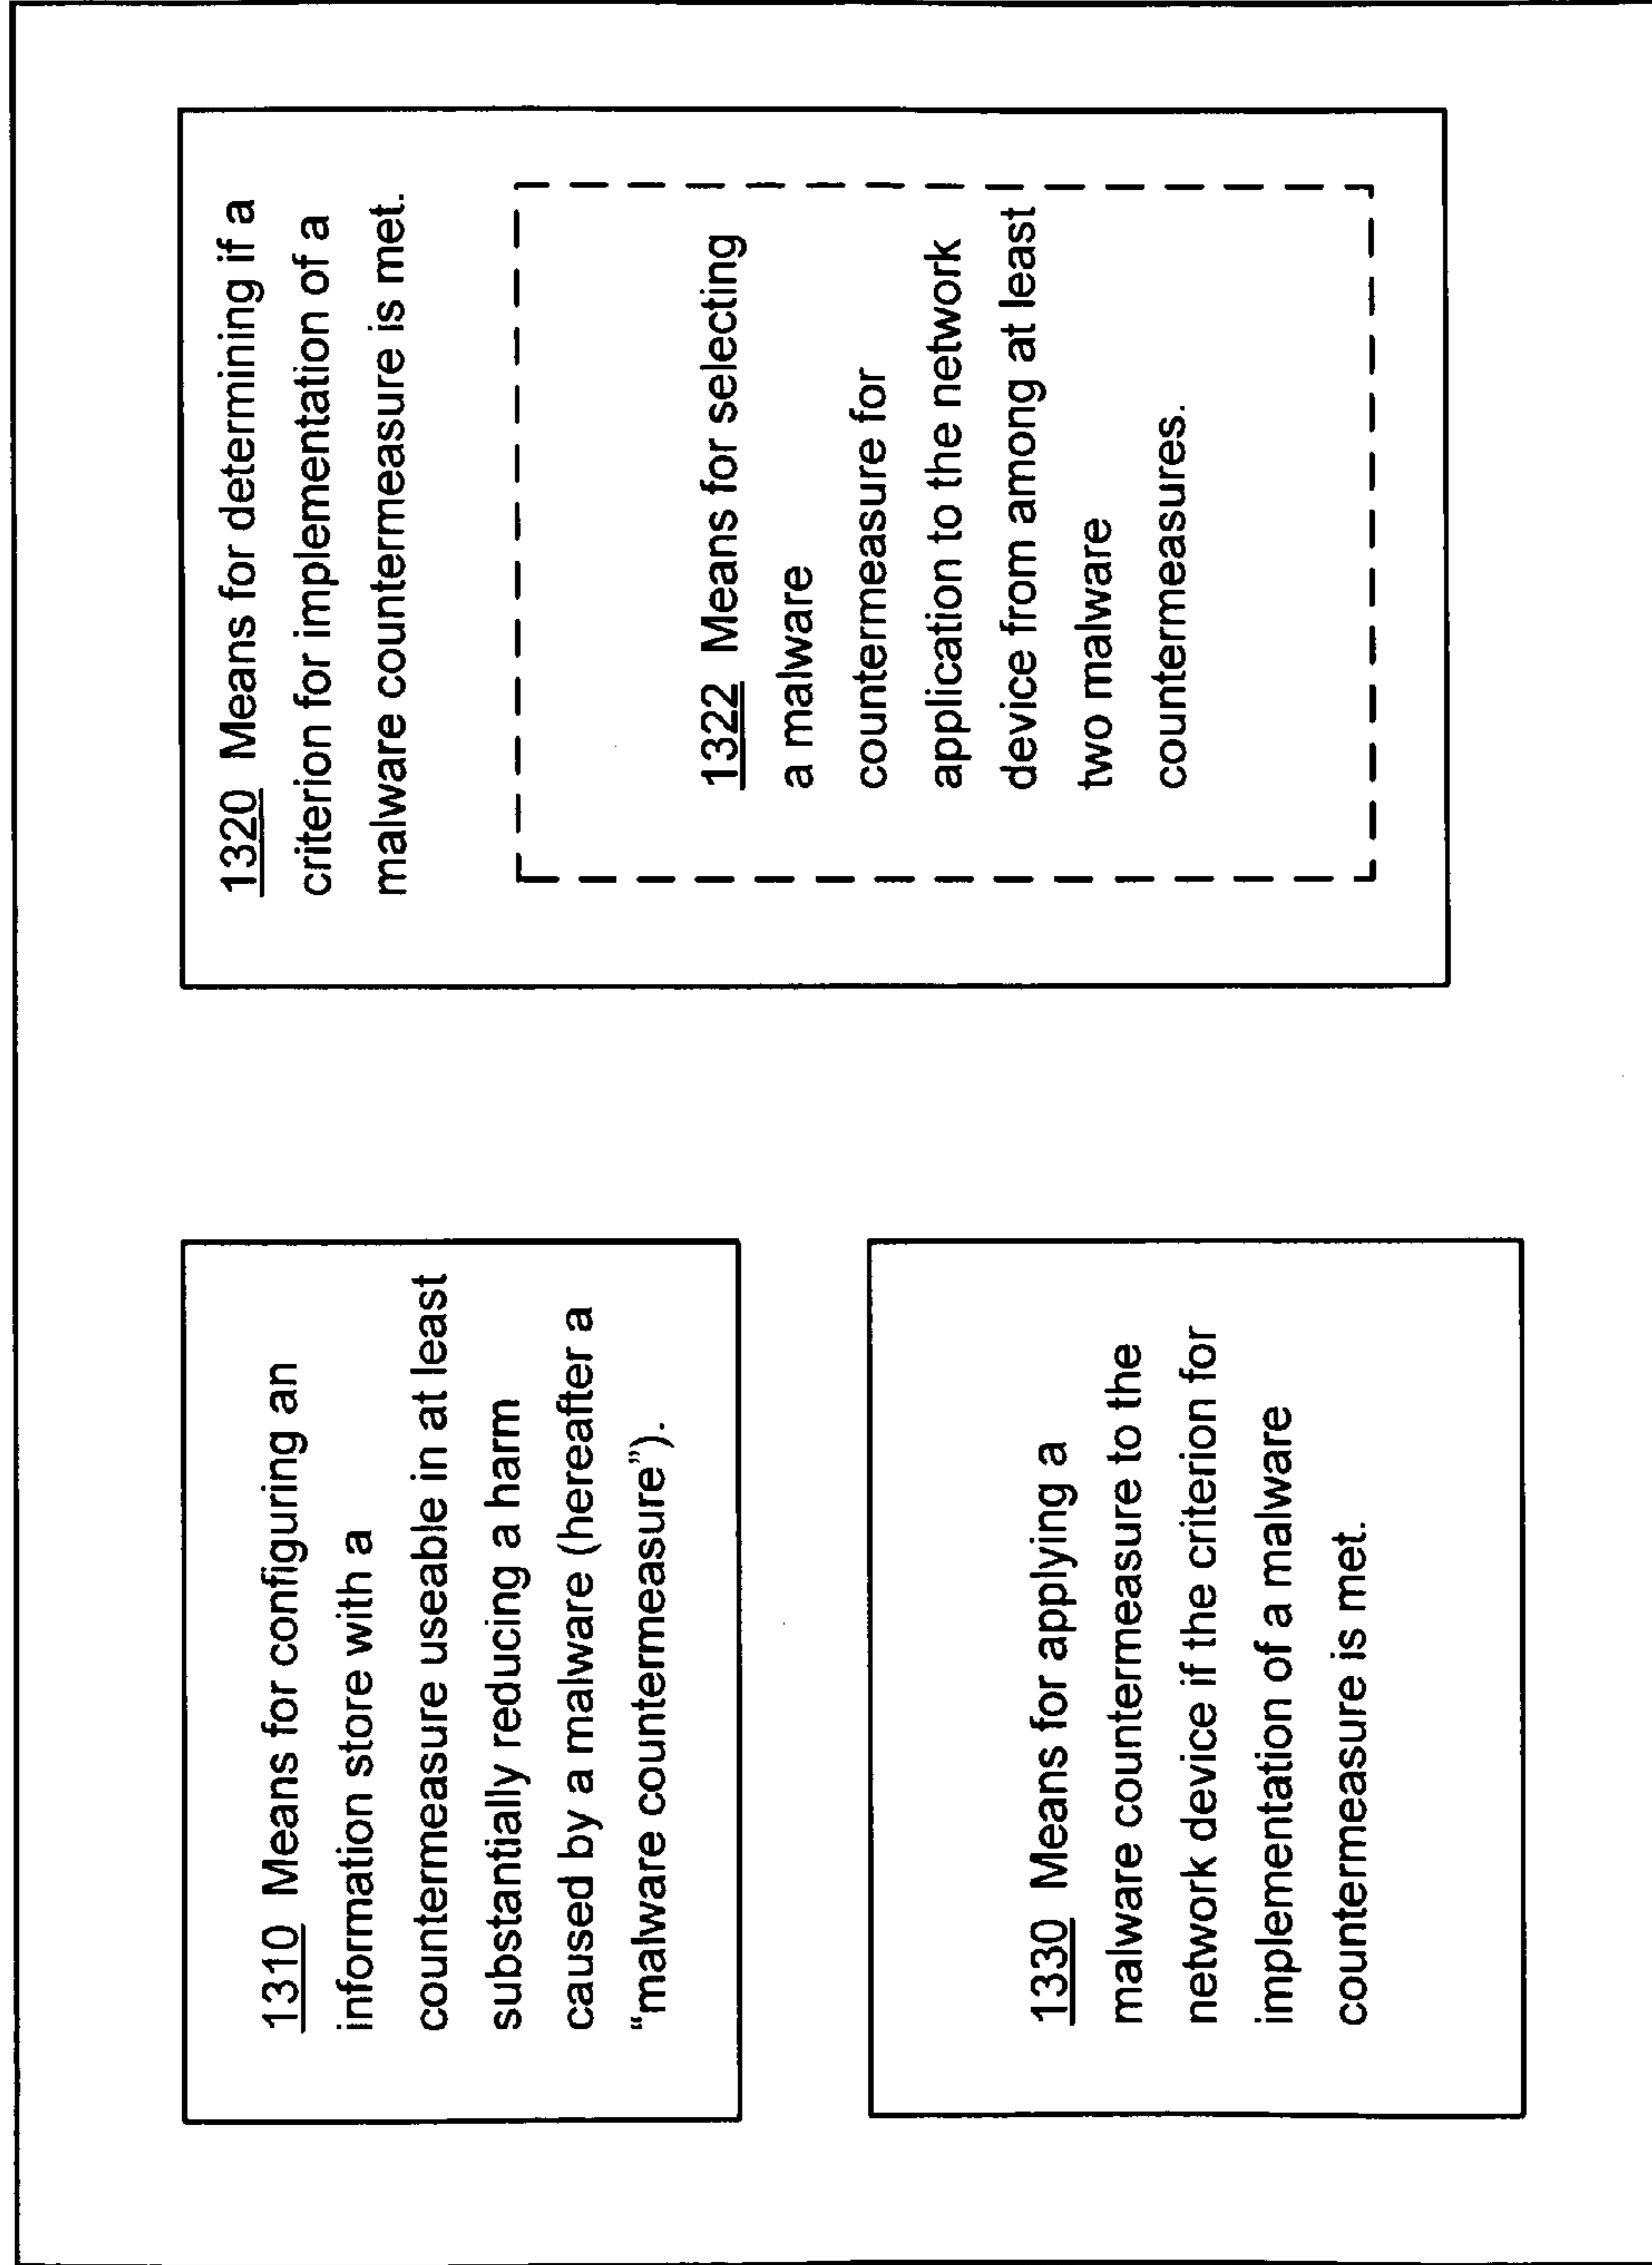 1310 Means for configuring an
information store with a
countermeasure useable in at least
substantially reducing a harm
caused by a malware (hereafter a
“malware countermeasure”).
1320 Means for determining if a
criterion for implementation of a
malware countermeasure is met.
1322 Means for selecting
a malware
countermeasure for
application to the network
device from among at least
two malware
countermeasures.
1330 Means for applying a
malware countermeasure to the
network device if the criterion for
implementation of a malware
countermeasure is met.